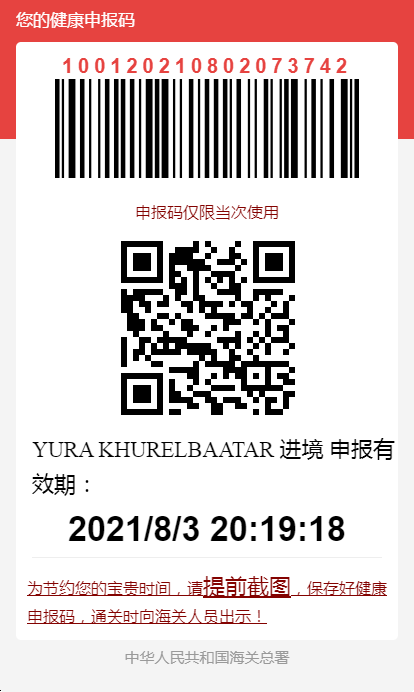 您的健康申报码
100120210802073742
申报码仅限当次使用
YURA KHURELBAATAR 进境 申报有
效期：
2021/8/3 20:19:18
为节约您的宝贵时间，请提前截图，保存好健康
申报码，通关时向海关人员出示！
中华人民共和国海关总署